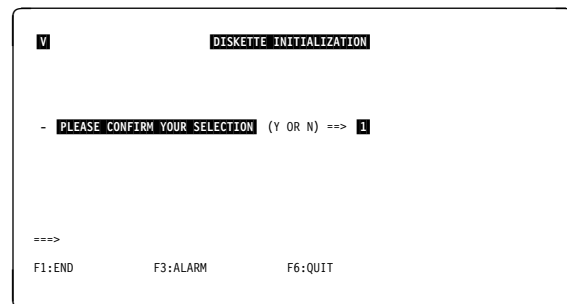 V DISKETTE INITIALIZATION
- PLEASE CONFIRM YOUR SELECTION (Y OR N) ==> 1
===>
F1:END F3:ALARM F6:QUIT